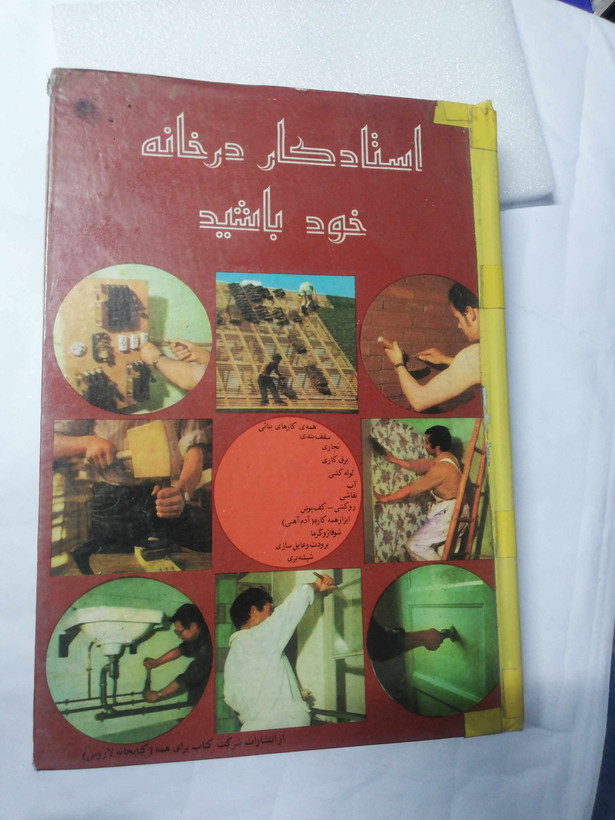 استادکار درخانه
خود باشید
همه‌ی کارهای بنائی
سقف‌بندی
نجاری
برق کاری
لوله کشی
آب
نقاشی
روکشی - کف‌پوش
ابزار همه کاره (آدم آهنی)
شوفاژ و گرما
برودت و عایق سازی
شیشه بری
از انتشارات شرکت کتاب برای همه (کتابخانه لاروس)